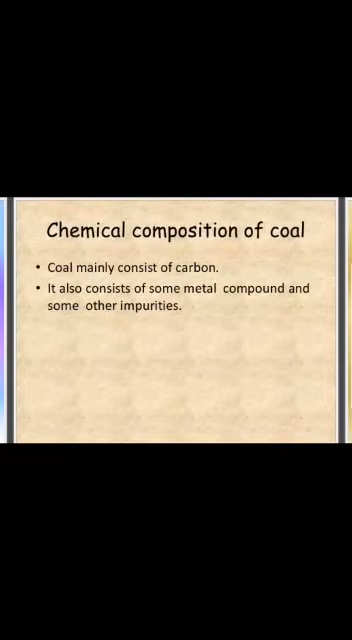 Chemical composition of coal
• Coal mainly consist of carbon.
• It also consists of some metal compound and
some other impurities.